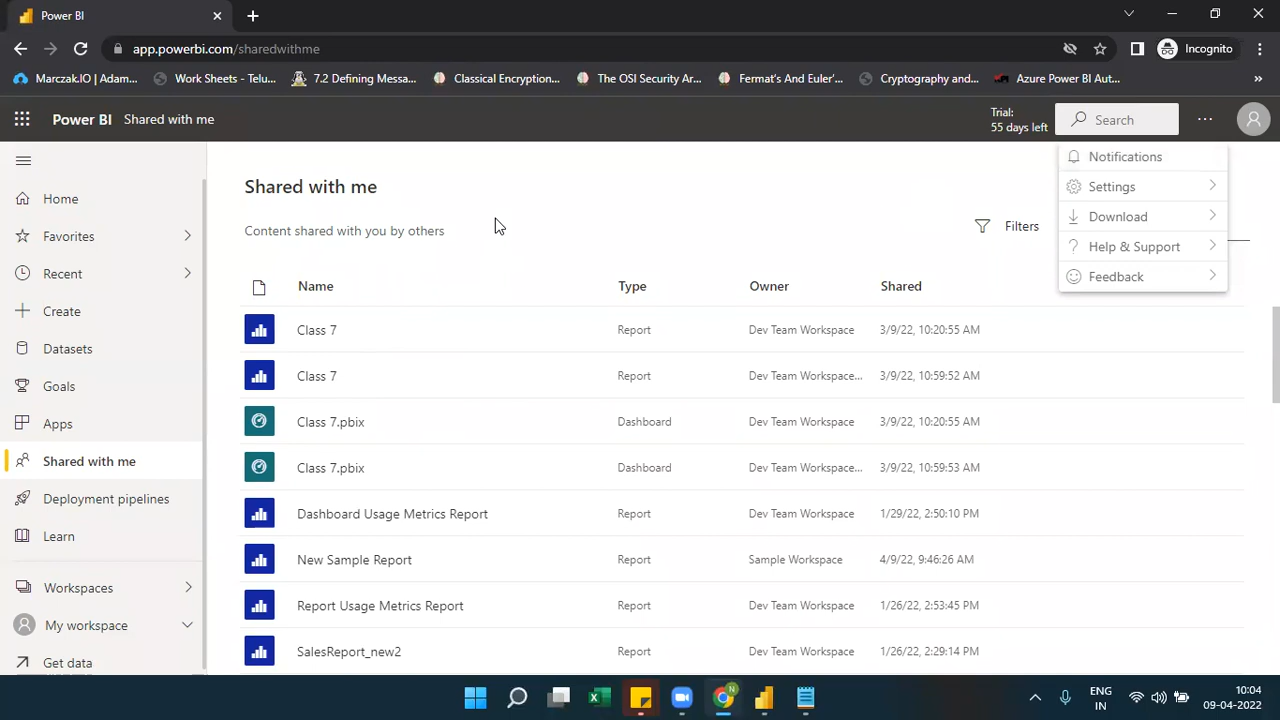 Power BI
app.powerbi.com/sharedwithme
Incognito
Marczak.IO | Adam...
Work Sheets - Telu...
7.2 Defining Messa...
Classical Encryption...
The OSI Security Ar...
Fermat's And Euler'...
Cryptography and...
Azure Power BI Aut...
»
Power BI Shared with me
Trial:
55 days left
Search
Notifications
Settings
Download
Help & Support
Feedback
Home
Favorites
Recent
Create
Datasets
Goals
Apps
Shared with me
Deployment pipelines
Learn
Workspaces
My workspace
Get data
Shared with me
Content shared with you by others
Filters
Name Type Owner Shared
Class 7 Report Dev Team Workspace 3/9/22, 10:20:55 AM
Class 7 Report Dev Team Workspace... 3/9/22, 10:59:52 AM
Class 7.pbix Dashboard Dev Team Workspace 3/9/22, 10:20:55 AM
Class 7.pbix Dashboard Dev Team Workspace... 3/9/22, 10:59:53 AM
Dashboard Usage Metrics Report Report Dev Team Workspace 1/29/22, 2:50:10 PM
New Sample Report Report Sample Workspace 4/9/22, 9:46:26 AM
Report Usage Metrics Report Report Dev Team Workspace 1/26/22, 2:53:45 PM
SalesReport_new2 Report Dev Team Workspace 1/26/22, 2:29:14 PM
ENG
IN
10:04
09-04-2022